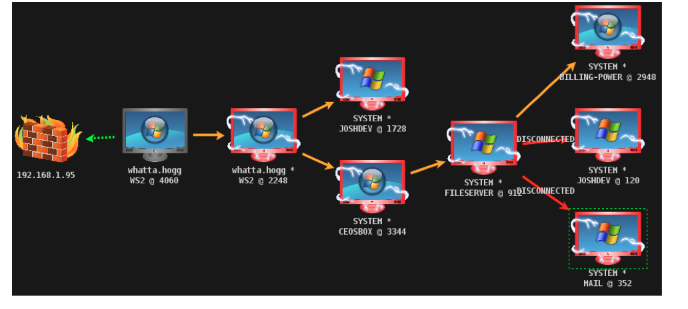 SYSTEM *
BILLING-POWER @ 2948
SYSTEM *
JOSHDEV @ 1728
192.168.1.95
whatta.hogg
WS2 @ 4060
whatta.hogg *
WS2 @ 2248
DISCONNECTED
SYSTEM *
JOSHDEV @ 120
SYSTEM *
FILESERVER @
DISCONNECTED
SYSTEM *
CEOSBOX @ 3344
SYSTEM *
MAIL @ 352